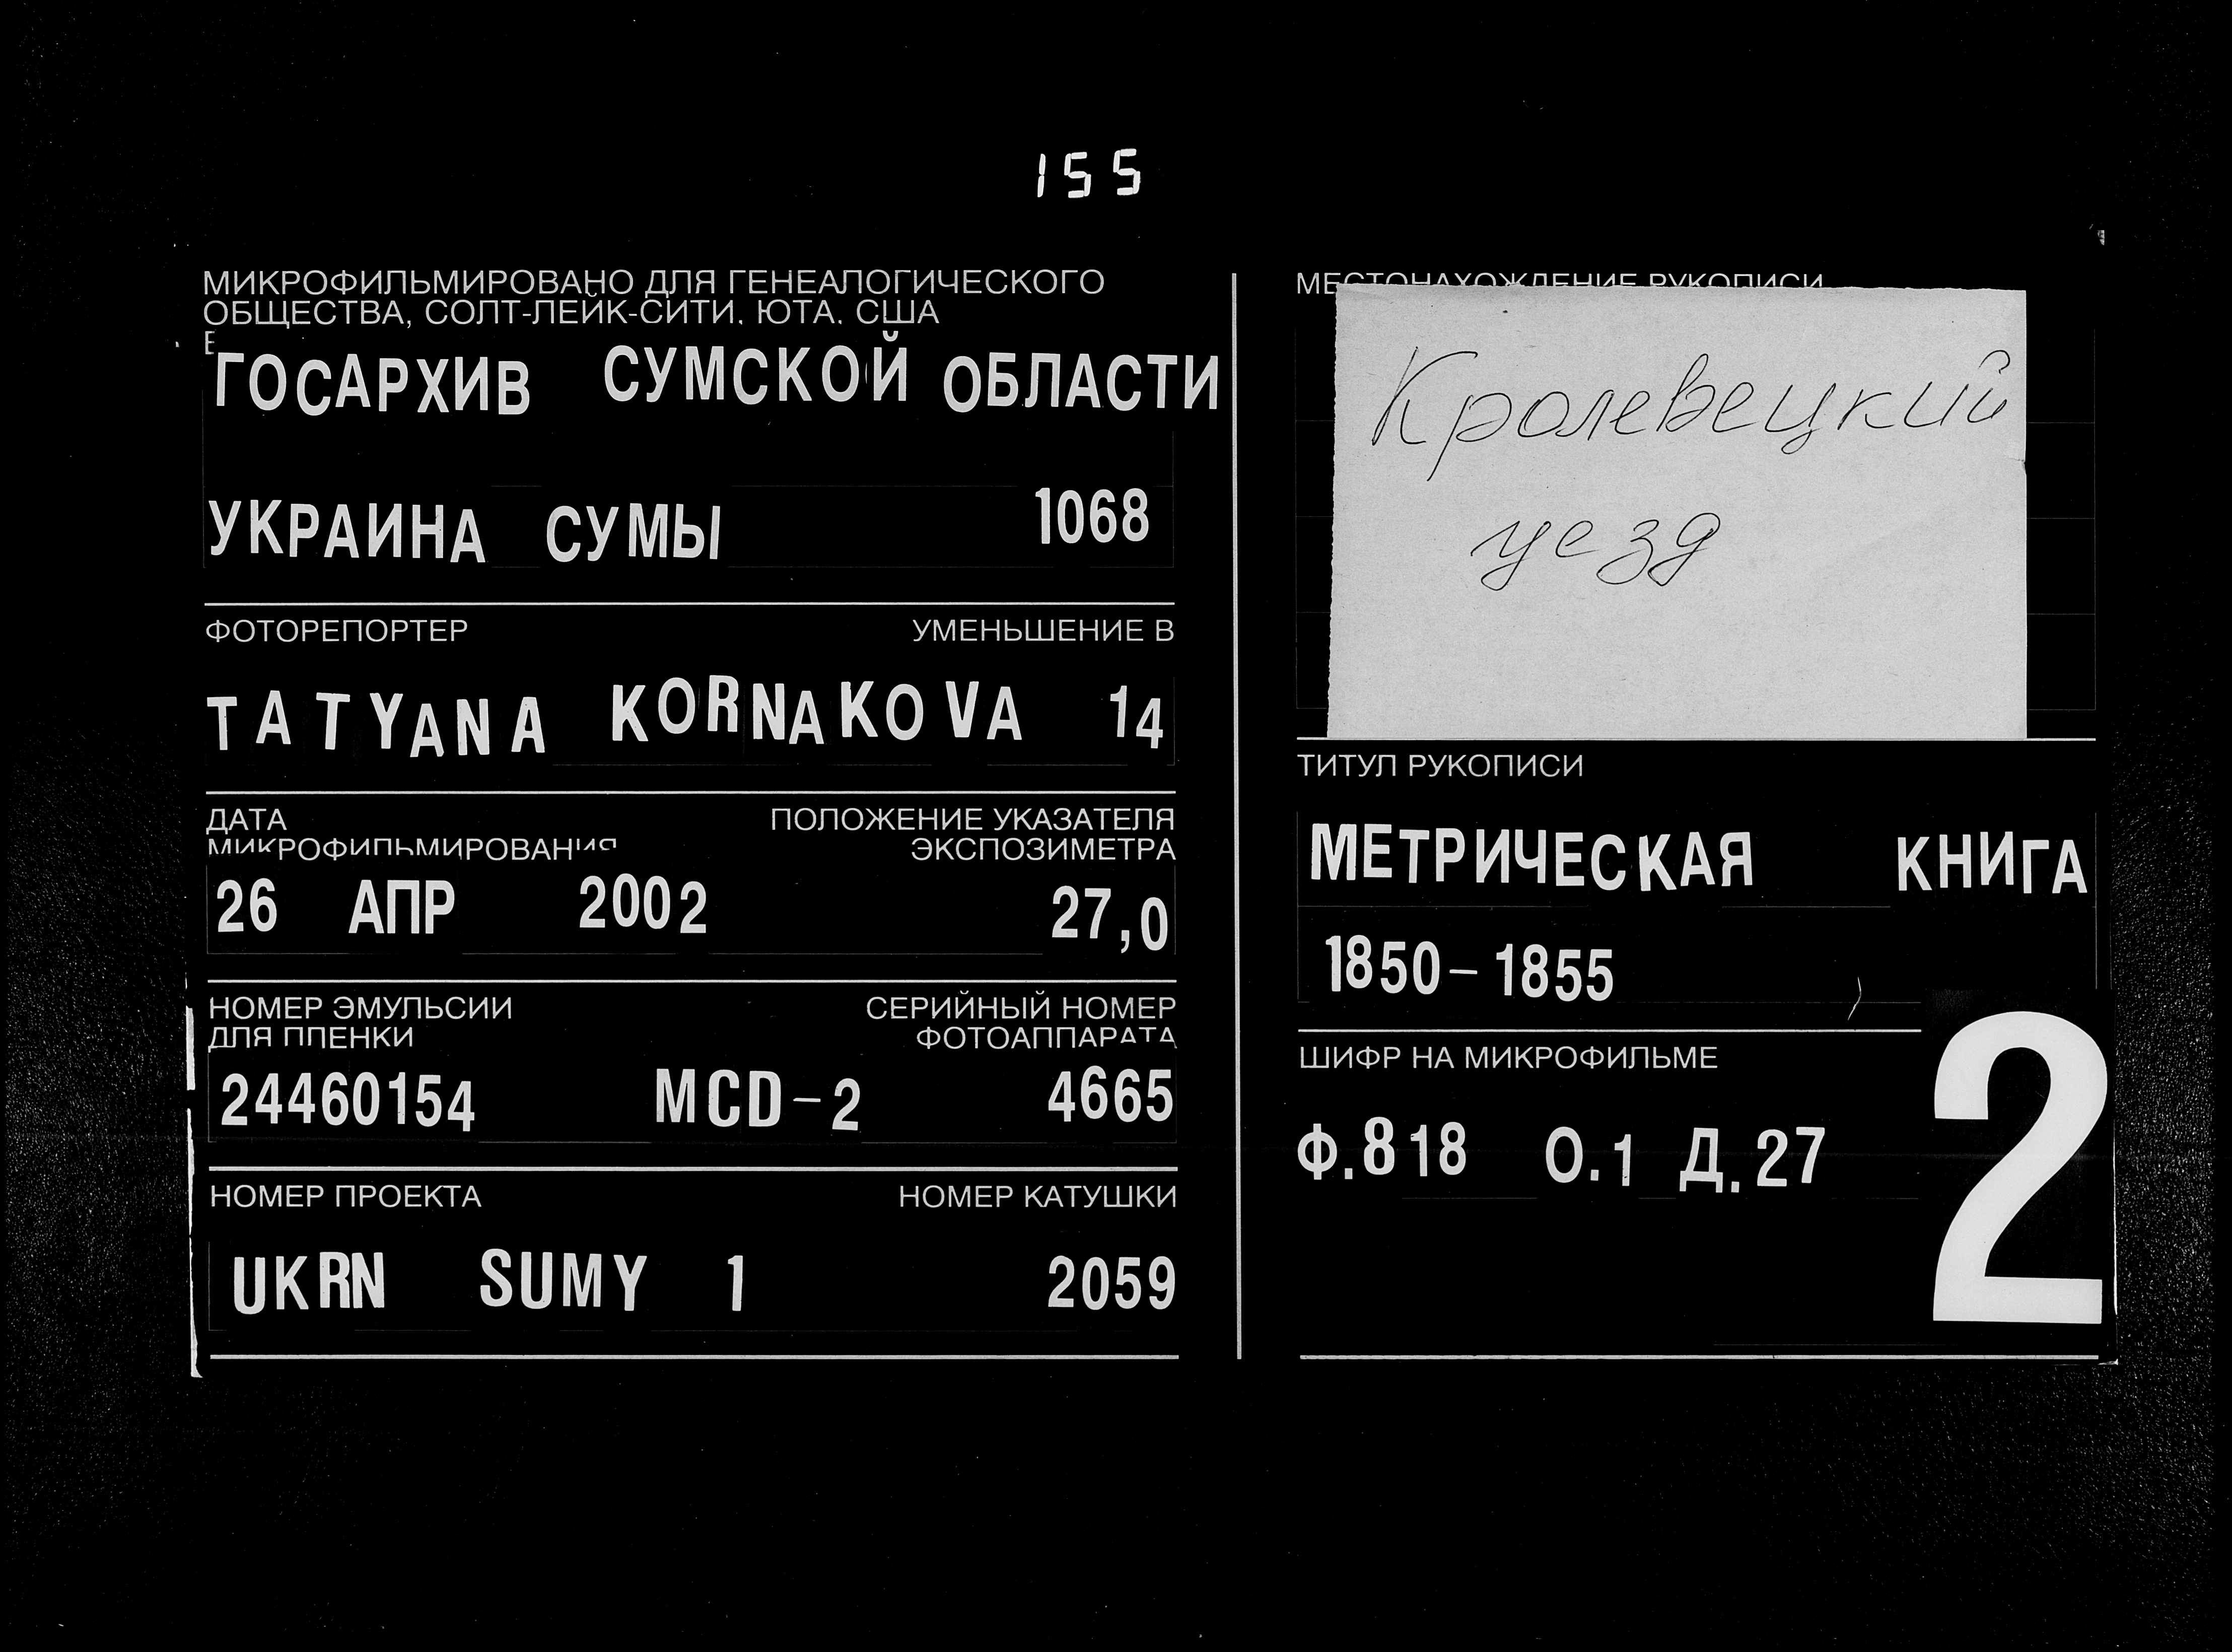 155
МИКРОФИЛЬМИРОВАНО ДЛЯ ГЕНЕАЛОГИЧЕСКОГО
ОБЩЕСТВА, СОЛТ-ЛЕЙК-СИТИ, ЮТА, США
ГОСАРХИВ СУМСКОЙ ОБЛАСТИ
УКРАИНА СУМЫ 1068
ФОТОРЕПОРТЕР УМЕНЬШЕНИЕ В
TATYANA KORNAKOVA 14
ДАТА ПОЛОЖЕНИЕ УКАЗАТЕЛЯ
МИКРОФИЛЬМИРОВАНИЯ ЭКСПОЗИМЕТРА
26 АПР 2002 27,0
НОМЕР ЭМУЛЬСИИ СЕРИЙНЫЙ НОМЕР
ДЛЯ ПЛЕНКИ ФОТОАППАРАТА
24460154 MCD-2 4665
НОМЕР ПРОЕКТА НОМЕР КАТУШКИ
UKRN SUMY 1 2059
МЕСТОНАХОЖДЕНИЕ РУКОПИСИ
Кролевецкий
уезд
ТИТУЛ РУКОПИСИ
МЕТРИЧЕСКАЯ КНИГА
1850-1855
ШИФР НА МИКРОФИЛЬМЕ
Ф.818 О.1 Д.27
2